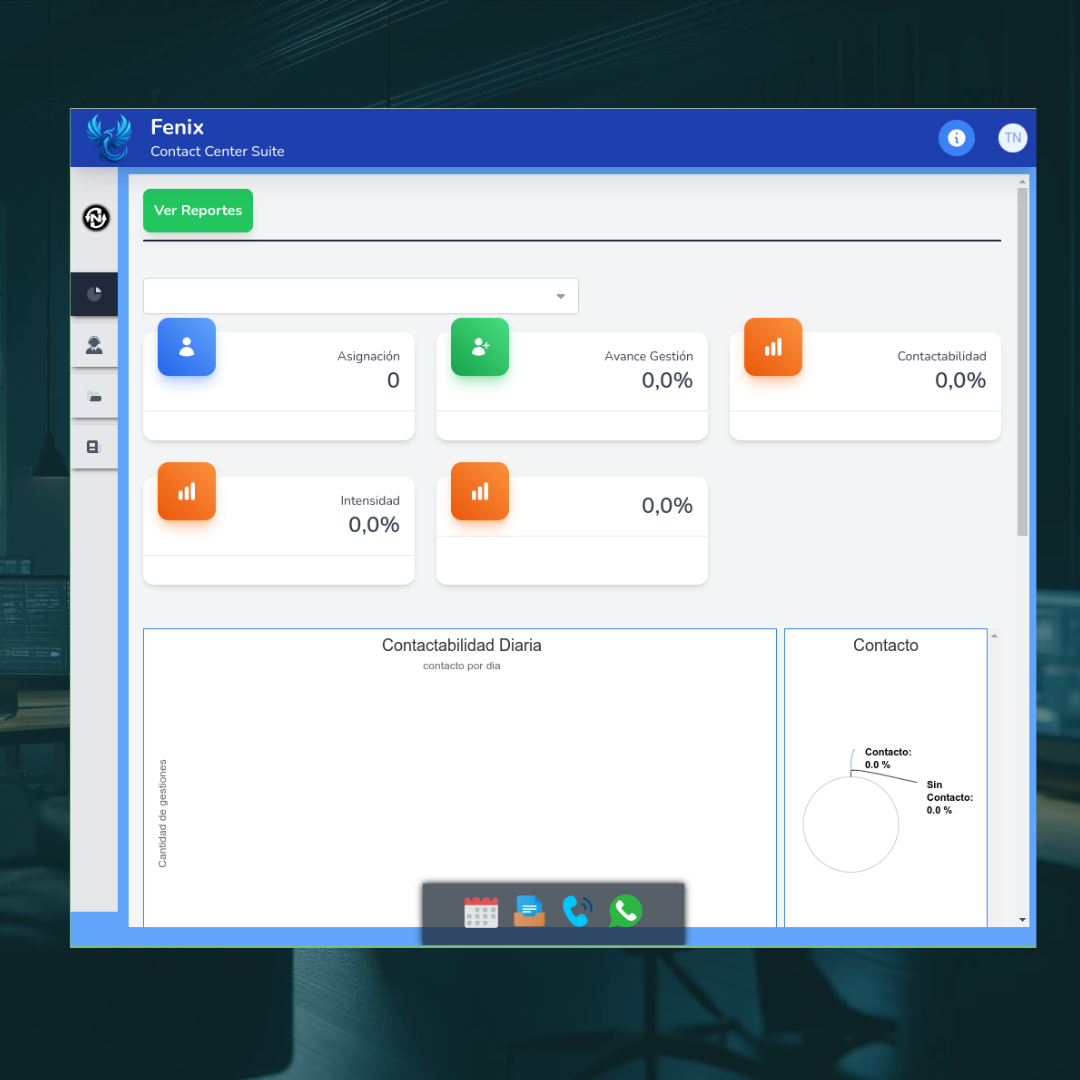 Fenix
Contact Center Suite
TN
Ver Reportes
Asignación
0
Avance Gestión
0,0%
Contactabilidad
0,0%
Intensidad
0,0%
0,0%
Contactabilidad Diaria
contacto por dia
Cantidad de gestiones
Contacto
Contacto:
0.0 %
Sin
Contacto:
0.0 %